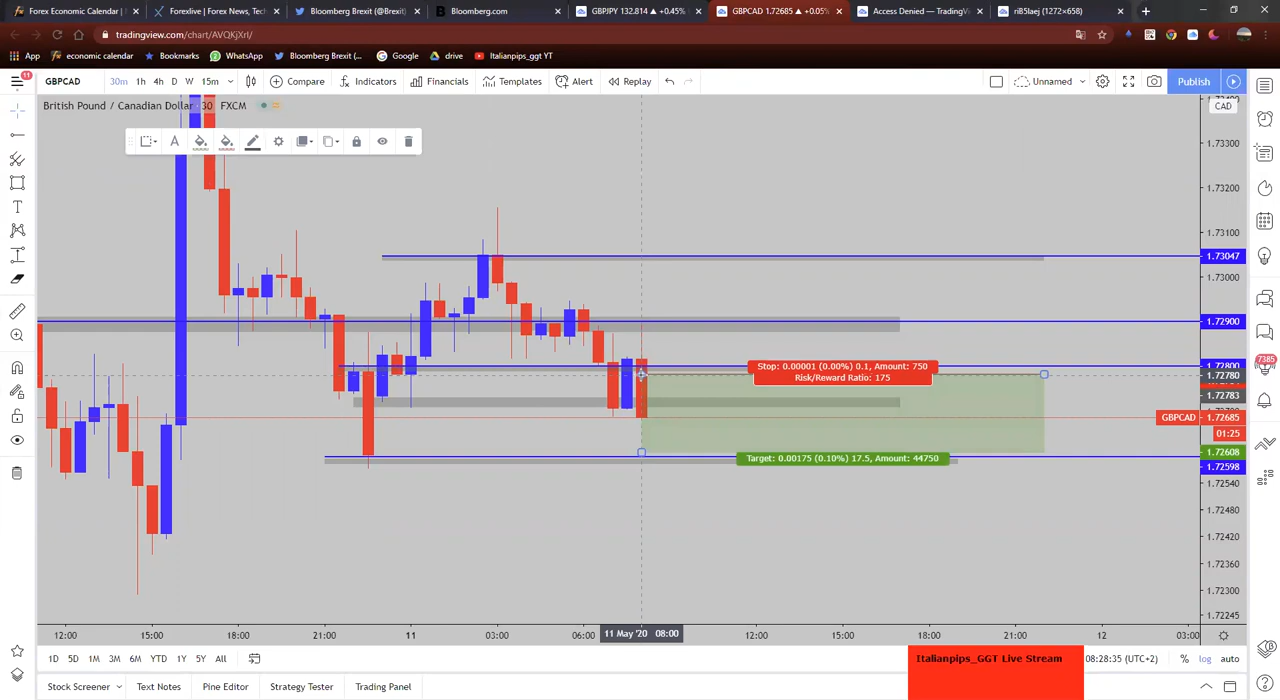 Forex Economic Calendar |
Forexlive | Forex News, Tech
Bloomberg Brexit (@Brexit)
Bloomberg.com
GBPJPY 132.814 ▲ +0.45%
GBPCAD 1.72685 ▲ +0.05%
Access Denied — TradingV
ri85laej (1272×658)
tradingview.com/chart/AVQKjXrI/
App
economic calendar
Bookmarks
WhatsApp
Bloomberg Brexit (...
Google
drive
Italianpips_ggt YT
11
GBPCAD
30m 1h 4h D W 15m
Compare
Indicators
Financials
Templates
Alert
Replay
Unnamed
Publish
British Pound / Canadian Dollar · 30 FXCM
CAD
1.73300
1.73200
1.73100
1.73047
1.73000
1.72900
1.72800
1.72780
1.72783
GBPCAD
1.72685
01:25
1.72608
1.72598
1.72540
1.72480
1.72420
1.72360
1.72300
1.72245
Stop: 0.00001 (0.00%) 0.1, Amount: 750
Risk/Reward Ratio: 175
Target: 0.00175 (0.10%) 17.5, Amount: 44750
7385
12:00
15:00
18:00
21:00
11
03:00
06:00
11 May '20 08:00
12:00
15:00
18:00
21:00
12
03:00
1D 5D 1M 3M 6M YTD 1Y 5Y All
08:28:35 (UTC+2)
% log auto
Italianpips_GGT Live Stream
Stock Screener
Text Notes
Pine Editor
Strategy Tester
Trading Panel